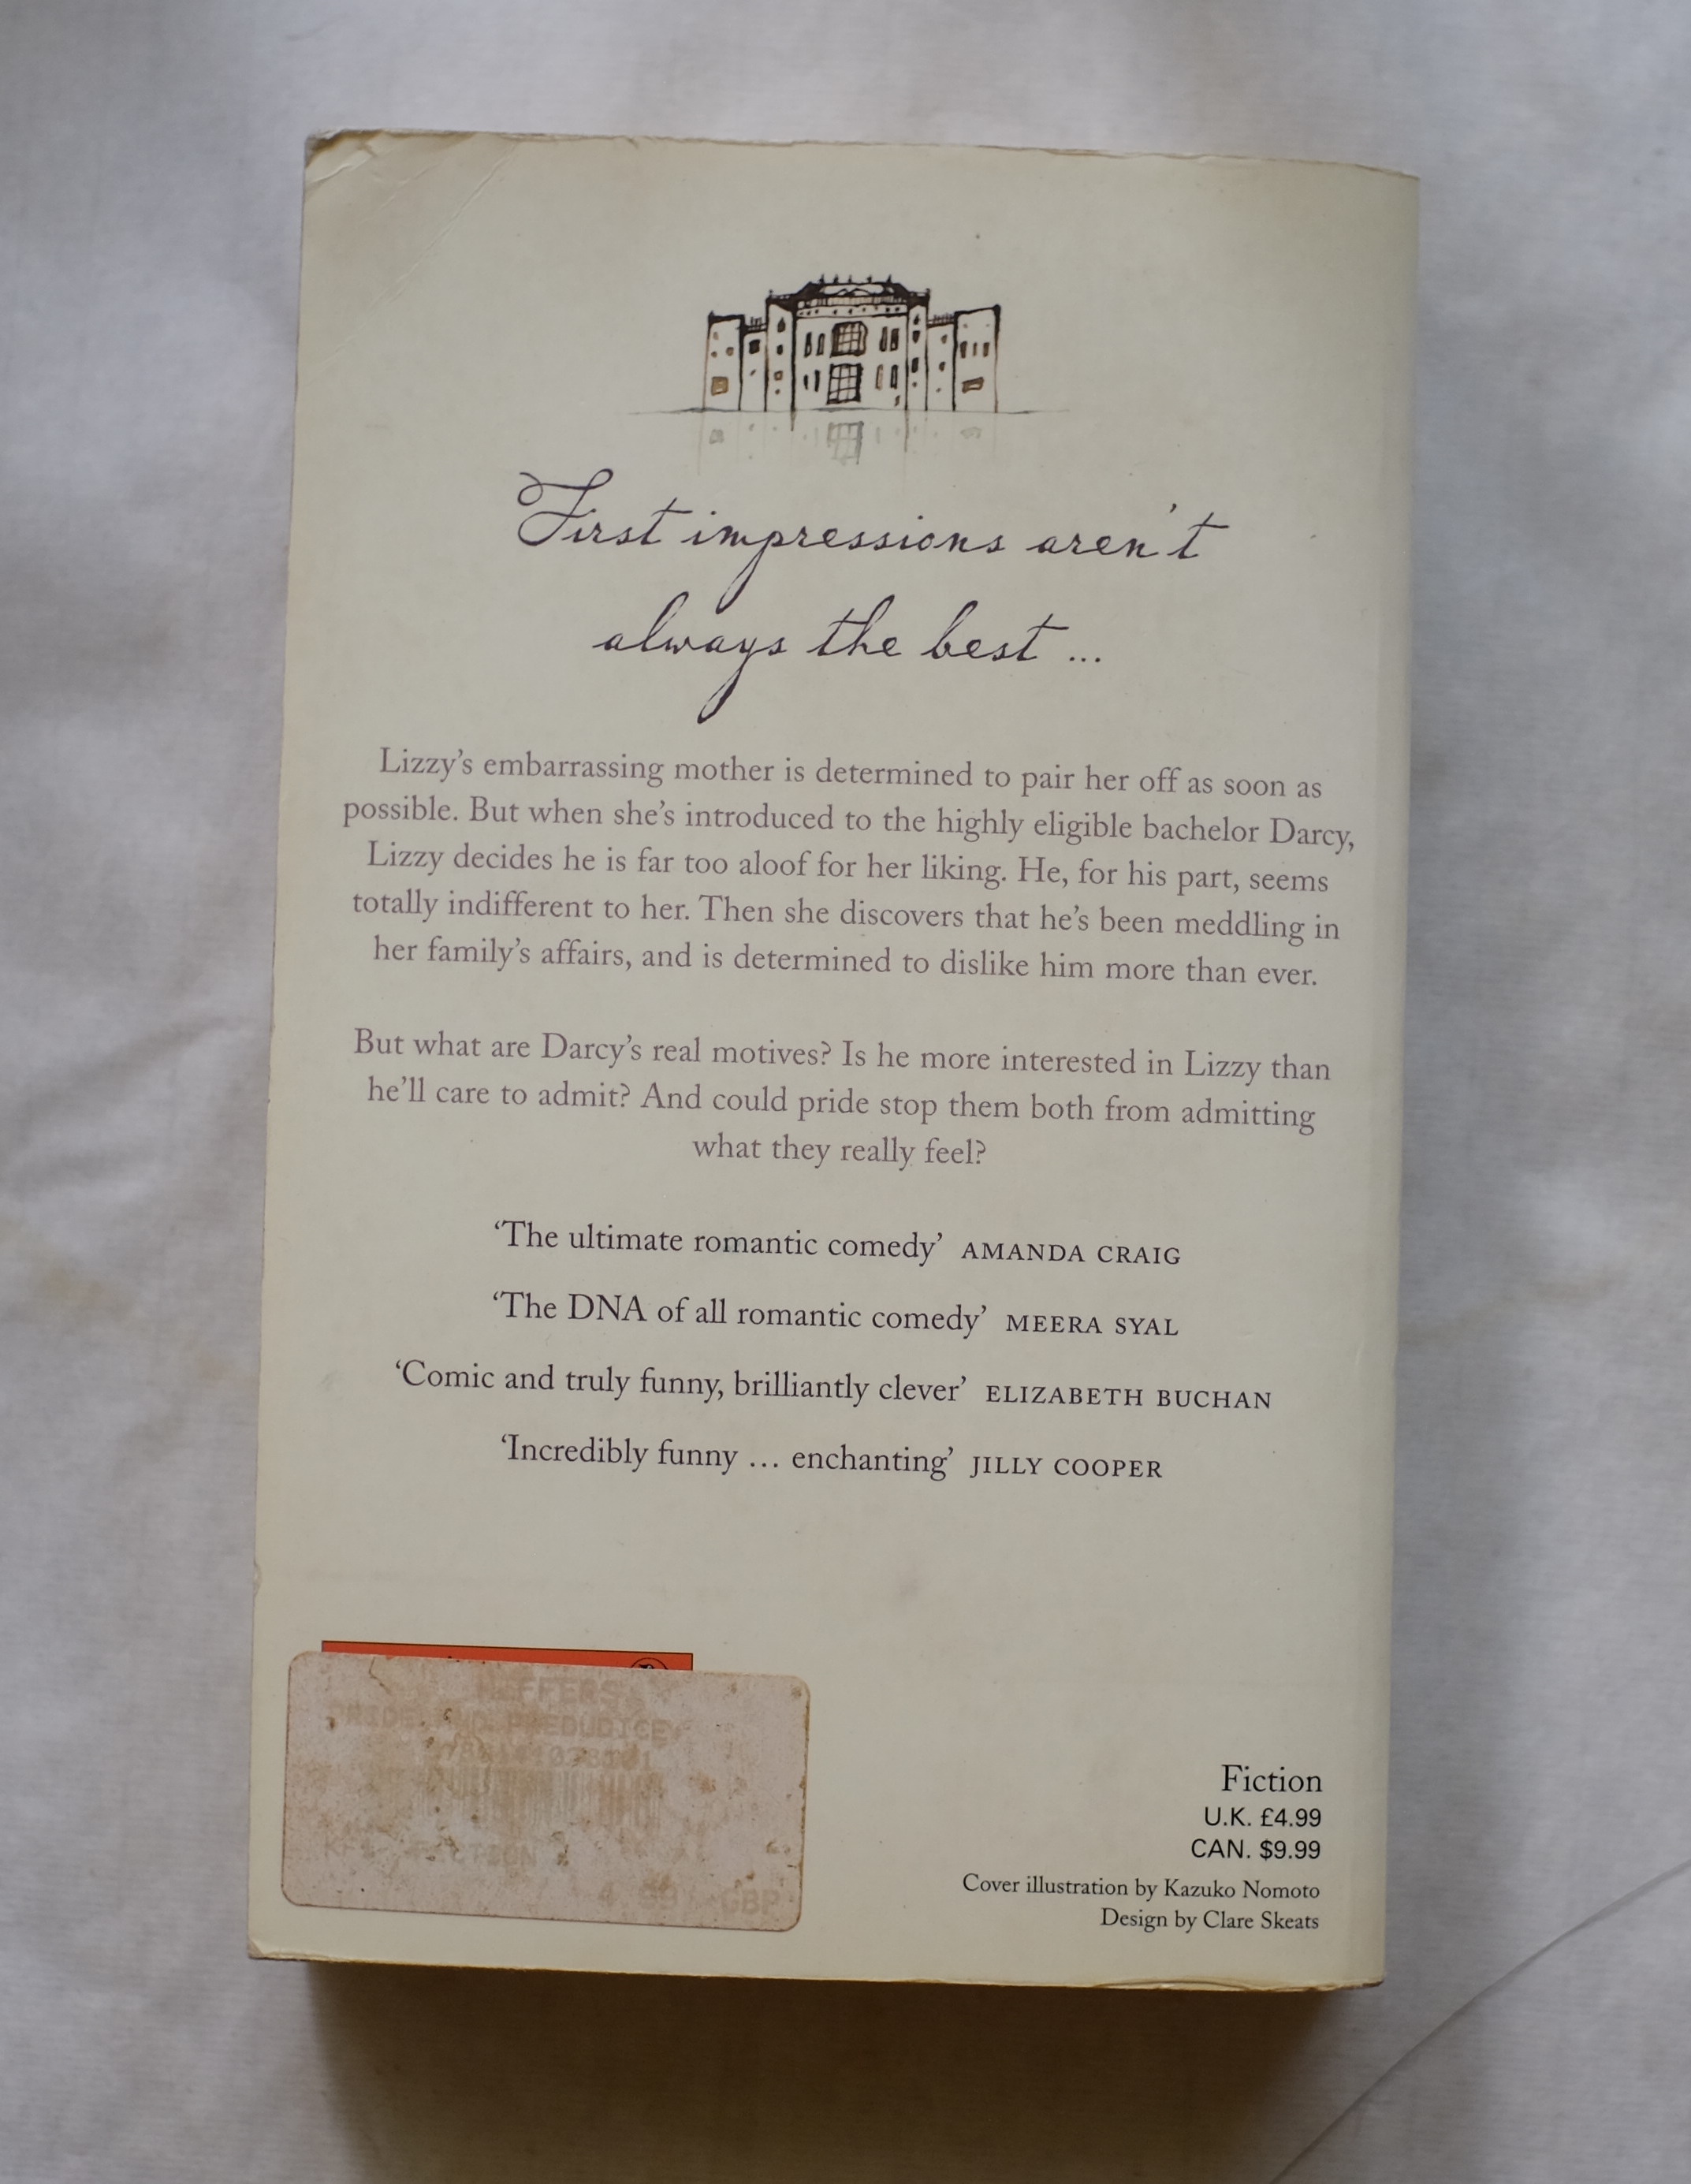 First impressions aren't
always the best ...
Lizzy's embarrassing mother is determined to pair her off as soon as
possible. But when she's introduced to the highly eligible bachelor Darcy,
Lizzy decides he is far too aloof for her liking. He, for his part, seems
totally indifferent to her. Then she discovers that he's been meddling in
her family's affairs, and is determined to dislike him more than ever.
But what are Darcy's real motives? Is he more interested in Lizzy than
he'll care to admit? And could pride stop them both from admitting
what they really feel?
‘The ultimate romantic comedy’ AMANDA CRAIG
‘The DNA of all romantic comedy’ MEERA SYAL
‘Comic and truly funny, brilliantly clever’ ELIZABETH BUCHAN
‘Incredibly funny … enchanting’ JILLY COOPER
HEFFERS
PRIDE AND PREDUDICE
4.99 GBP
Fiction
U.K. £4.99
CAN. $9.99
Cover illustration by Kazuko Nomoto
Design by Clare Skeats